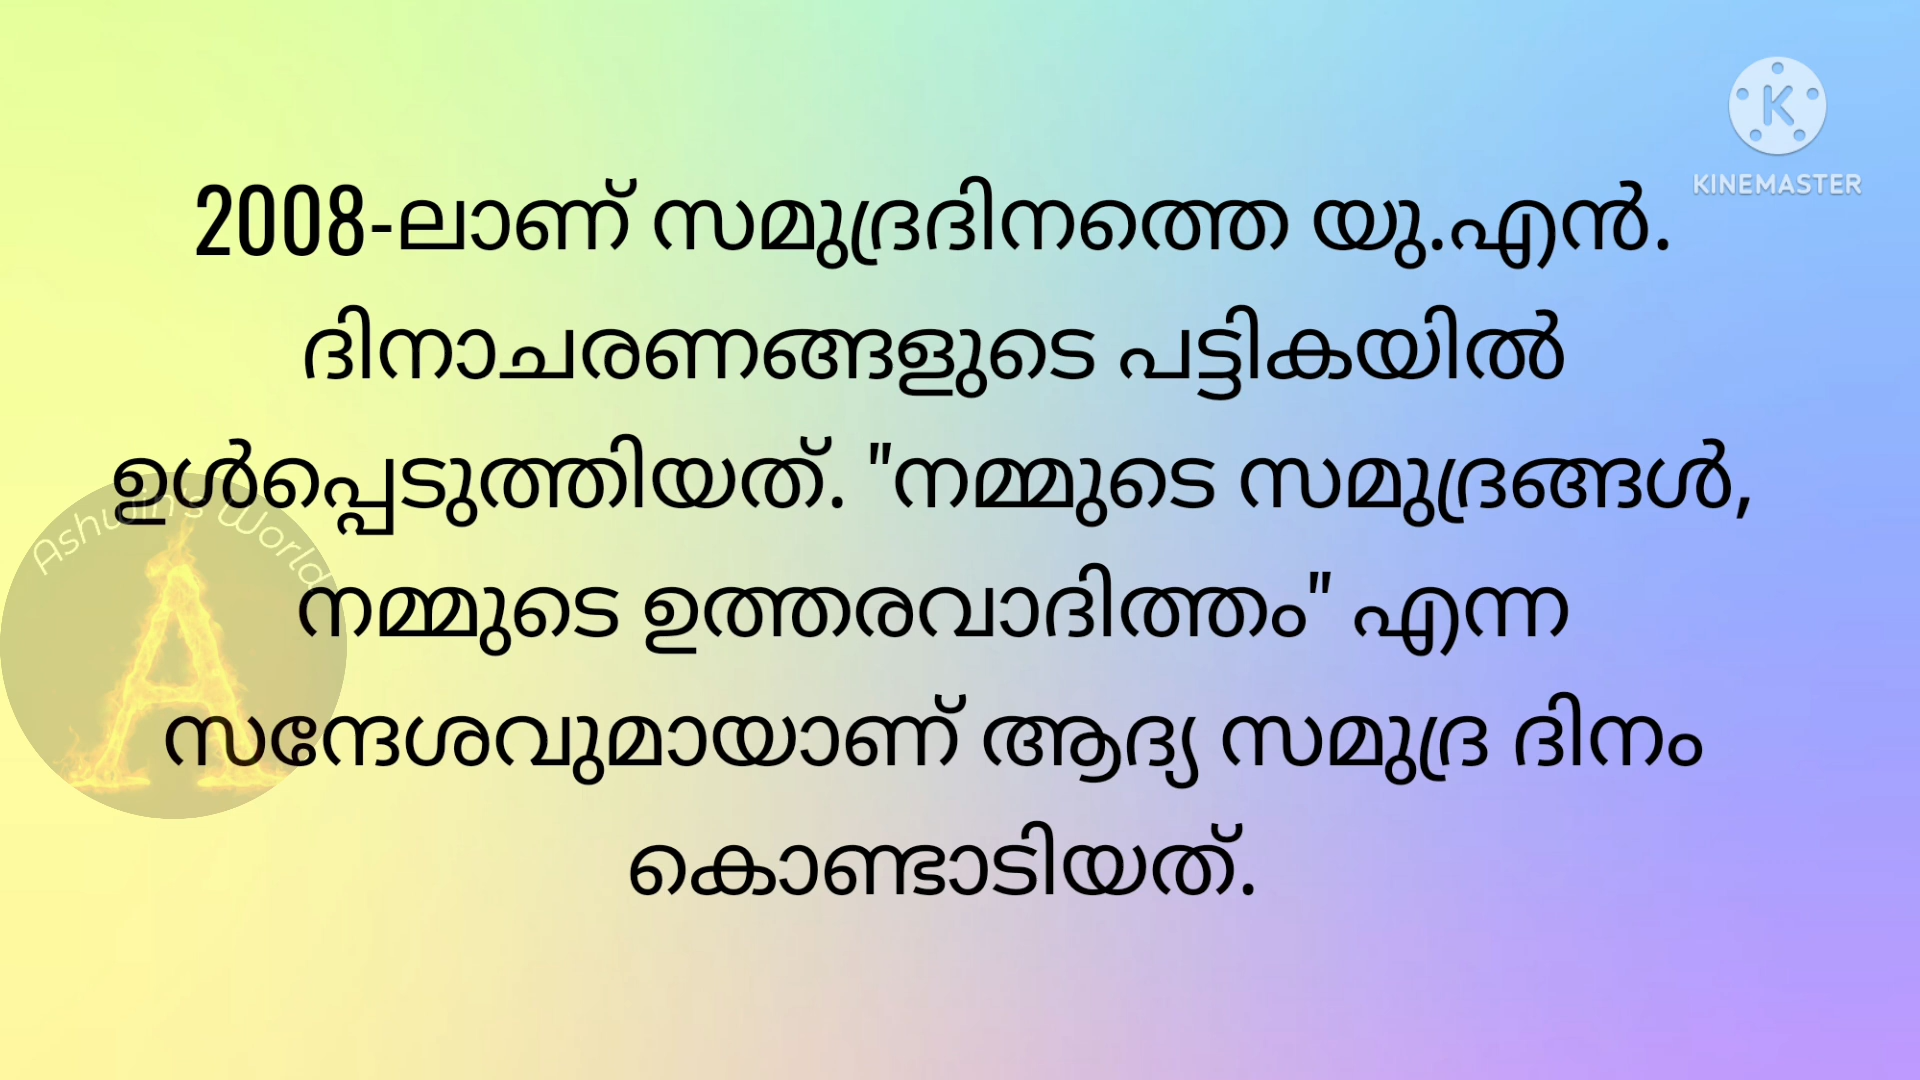 KINEMASTER
2008-ലാണ് സമുദ്രദിനത്തെ യു.എൻ.
ദിനാചരണങ്ങളുടെ പട്ടികയിൽ
ഉൾപ്പെടുത്തിയത്. "നമ്മുടെ സമുദ്രങ്ങൾ,
നമ്മുടെ ഉത്തരവാദിത്തം" എന്ന
സന്ദേശവുമായാണ് ആദ്യ സമുദ്ര ദിനം
കൊണ്ടാടിയത്.
World
A